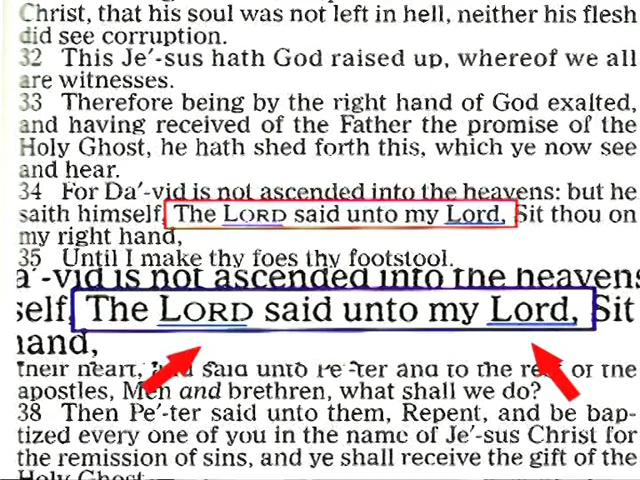 Christ, that his soul was not left in hell, neither his flesh
did see corruption.
32 This Je′-sus hath God raised up, whereof we all
are witnesses.
33 Therefore being by the right hand of God exalted,
and having received of the Father the promise of the
Holy Ghost, he hath shed forth this, which ye now see
and hear.
34 For Da′-vid is not ascended into the heavens: but he
saith himself, The LORD said unto my Lord, Sit thou on
my right hand,
35 Until I make thy foes thy footstool.
a′-vid is not ascended into the heavens
self, The LORD said unto my Lord, Sit
hand,
their heart, said unto Pe′-ter and to the of the
apostles, Men and brethren, what shall we do?
38 Then Pe′-ter said unto them, Repent, and be bap-
tized every one of you in the name of Je′-sus Christ for
the remission of sins, and ye shall receive the gift of the
Holy Ghost.